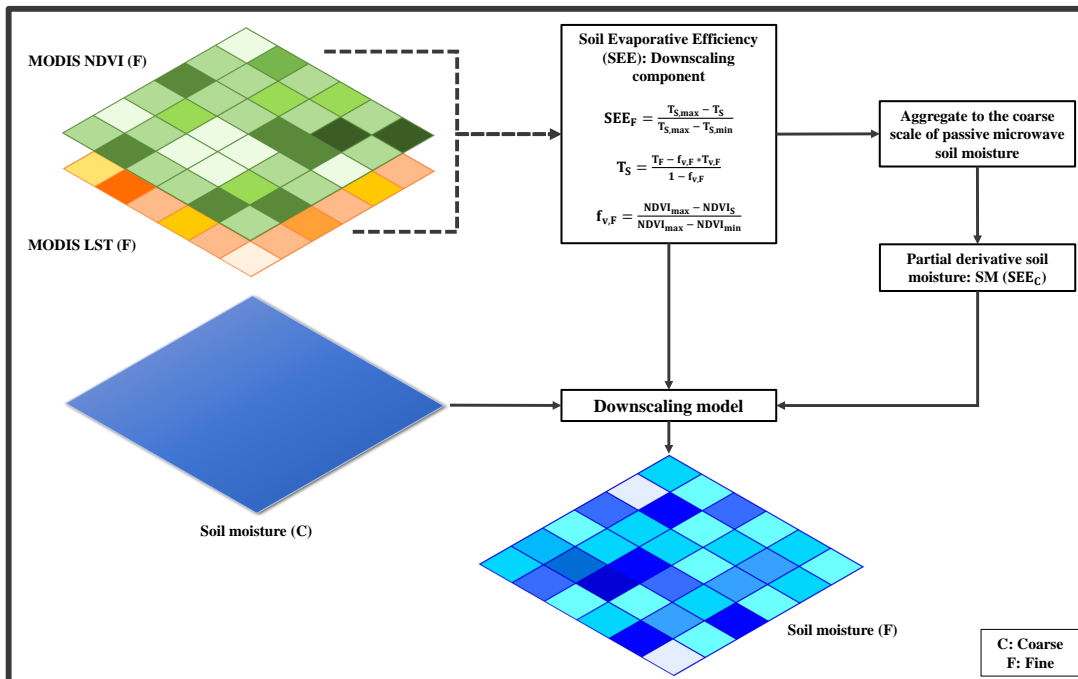 MODIS NDVI (F)
MODIS LST (F)
Soil Evaporative Efficiency
(SEE): Downscaling
component
SEE_F = (T_S,max − T_S) / (T_S,max − T_S,min)
T_S = (T_F − f_v,F * T_v,F) / (1 − f_v,F)
f_v,F = (NDVI_max − NDVI_S) / (NDVI_max − NDVI_min)
Aggregate to the coarse
scale of passive microwave
soil moisture
Partial derivative soil
moisture: SM (SEE_C)
Downscaling model
Soil moisture (C)
Soil moisture (F)
C: Coarse
F: Fine